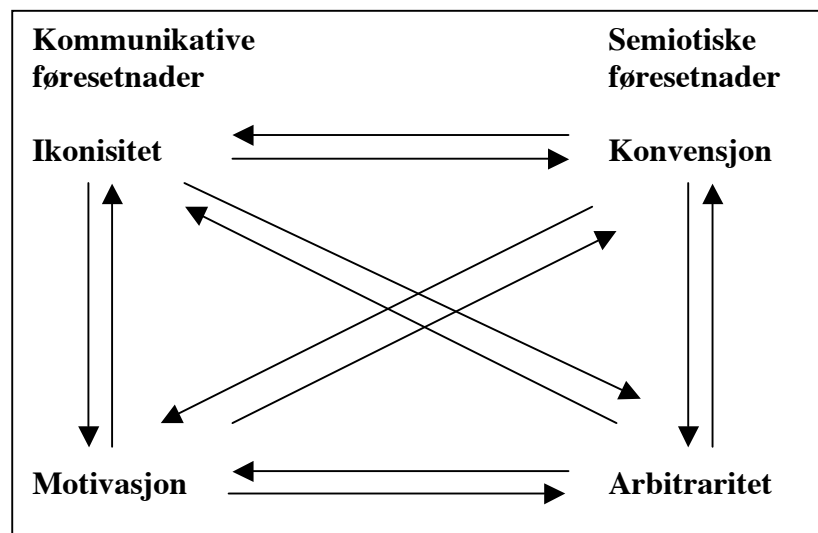 Kommunikative
føresetnader
Semiotiske
føresetnader
Ikonisitet
Konvensjon
Motivasjon
Arbitraritet